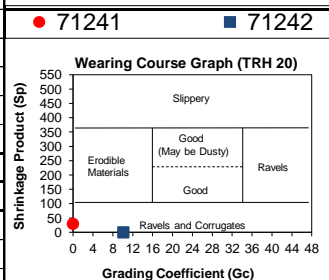 71241 71242
Wearing Course Graph (TRH 20)
Shrinkage Product (Sp)
550
500
450
400
350
300
250
200
150
100
50
0
Slippery
Good
(May be Dusty)
Erodible
Materials
Ravels
Good
Ravels and Corrugates
0 4 8 12 16 20 24 28 32 36 40 44 48
Grading Coefficient (Gc)